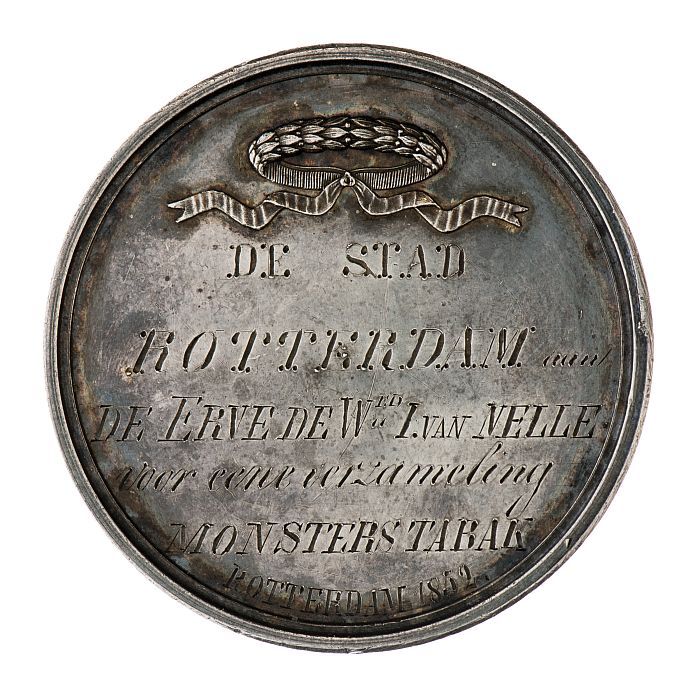 DE STAD
ROTTERDAM aan
DE ERVE DE Wᴱᴰ I. VAN NELLE
voor eene verzameling
MONSTERS TABAK
ROTTERDAM 1852.